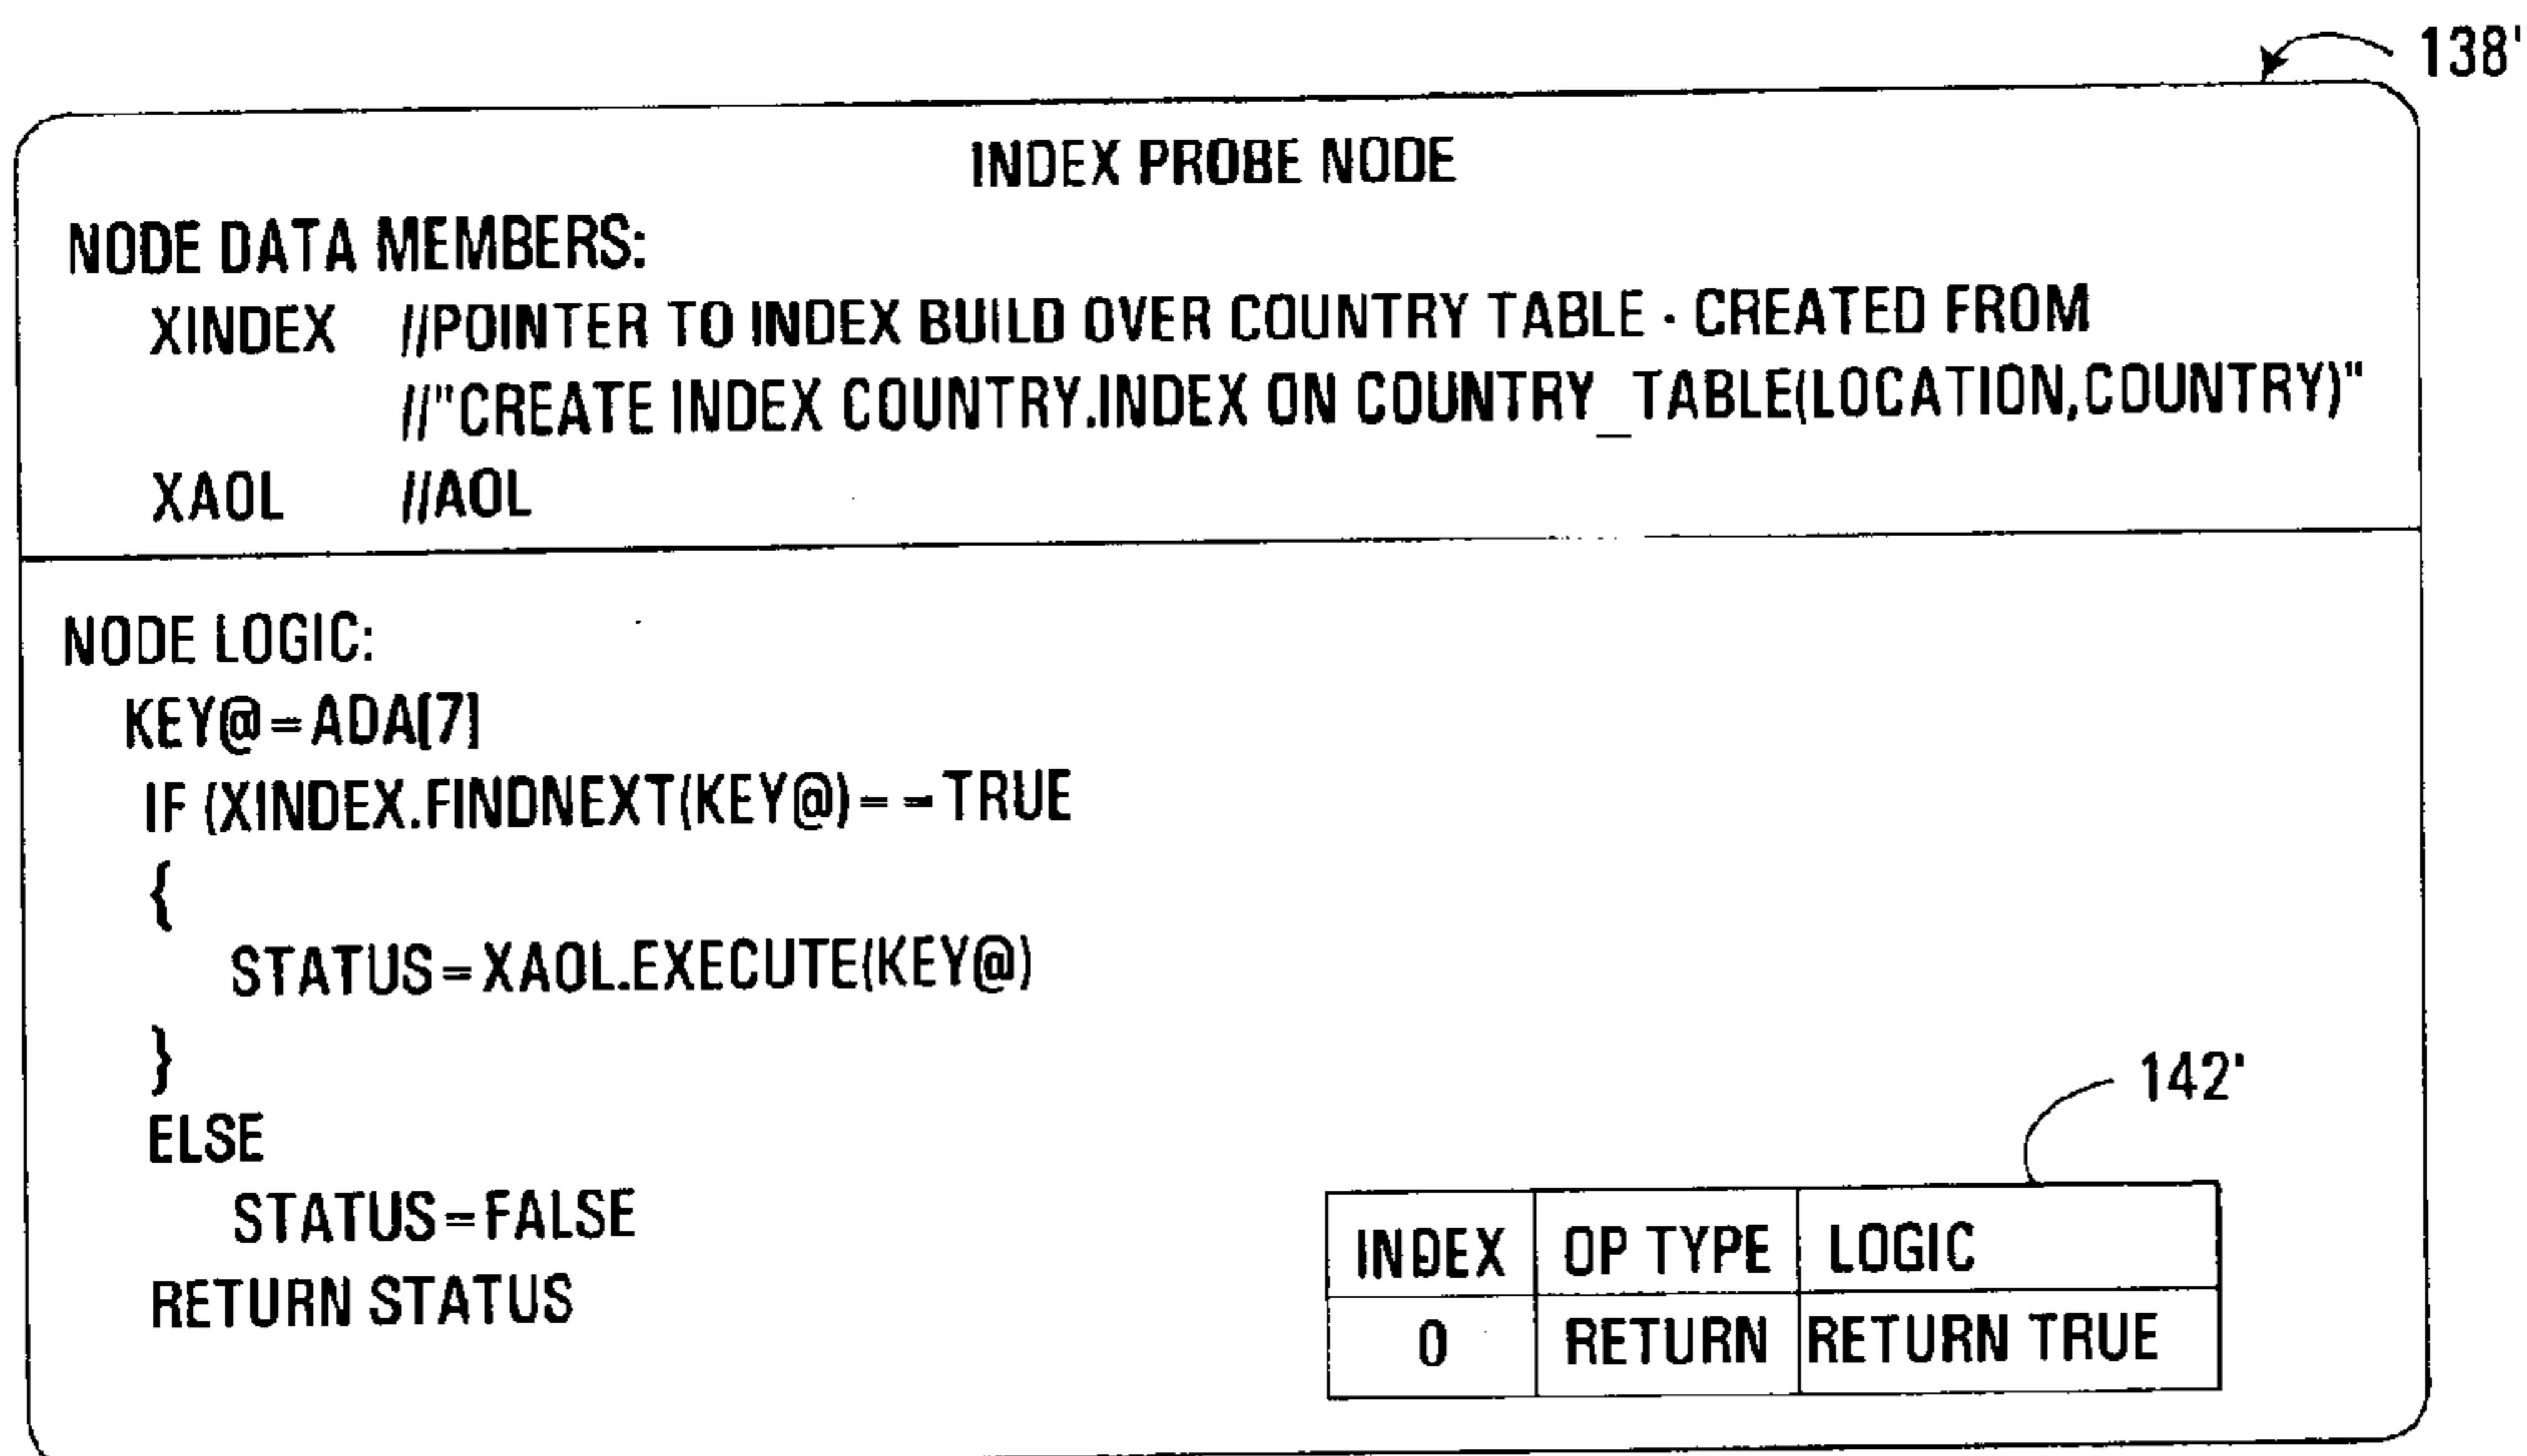 138'
INDEX PROBE NODE
NODE DATA MEMBERS:
XINDEX //POINTER TO INDEX BUILD OVER COUNTRY TABLE - CREATED FROM
//"CREATE INDEX COUNTRY.INDEX ON COUNTRY_TABLE(LOCATION,COUNTRY)"
XAOL //AOL
NODE LOGIC:
KEY@=ADA[7]
IF (XINDEX.FINDNEXT(KEY@)==TRUE
{
STATUS=XAOL.EXECUTE(KEY@)
}
142'
ELSE
STATUS=FALSE
RETURN STATUS
INDEX OP TYPE LOGIC
0 RETURN RETURN TRUE